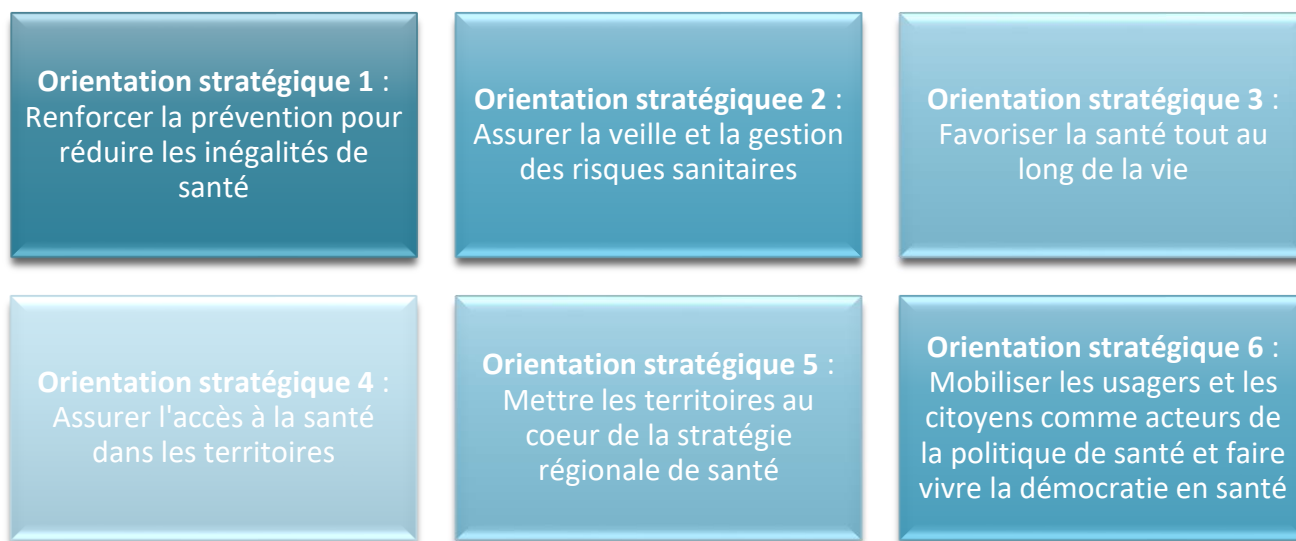 Orientation stratégique 1 :
Renforcer la prévention pour
réduire les inégalités de
santé
Orientation stratégiquee 2 :
Assurer la veille et la gestion
des risques sanitaires
Orientation stratégique 3 :
Favoriser la santé tout au
long de la vie
Orientation stratégique 4 :
Assurer l'accès à la santé
dans les territoires
Orientation stratégique 5 :
Mettre les territoires au
coeur de la stratégie
régionale de santé
Orientation stratégique 6 :
Mobiliser les usagers et les
citoyens comme acteurs de
la politique de santé et faire
vivre la démocratie en santé